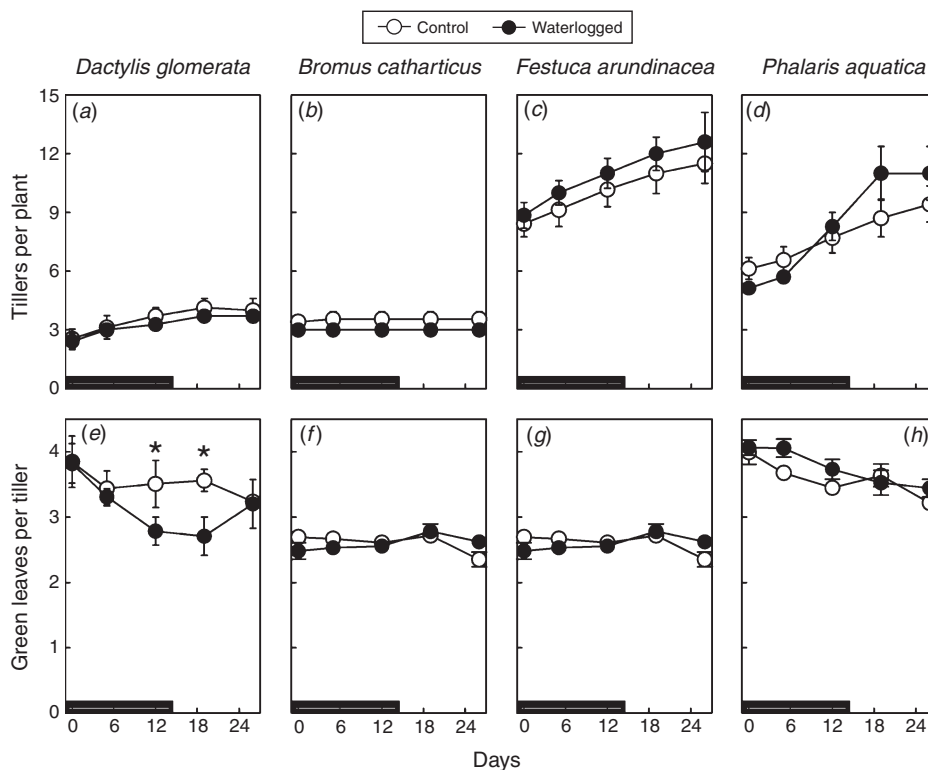 Control Waterlogged
Dactylis glomerata Bromus catharticus Festuca arundinacea Phalaris aquatica
15
12
9
6
3
0
Tillers per plant
(a) (b) (c) (d)
4
3
2
1
0
Green leaves per tiller
(e) * * (f) (g) (h)
0 6 12 18 24 0 6 12 18 24 0 6 12 18 24 0 6 12 18 24
Days